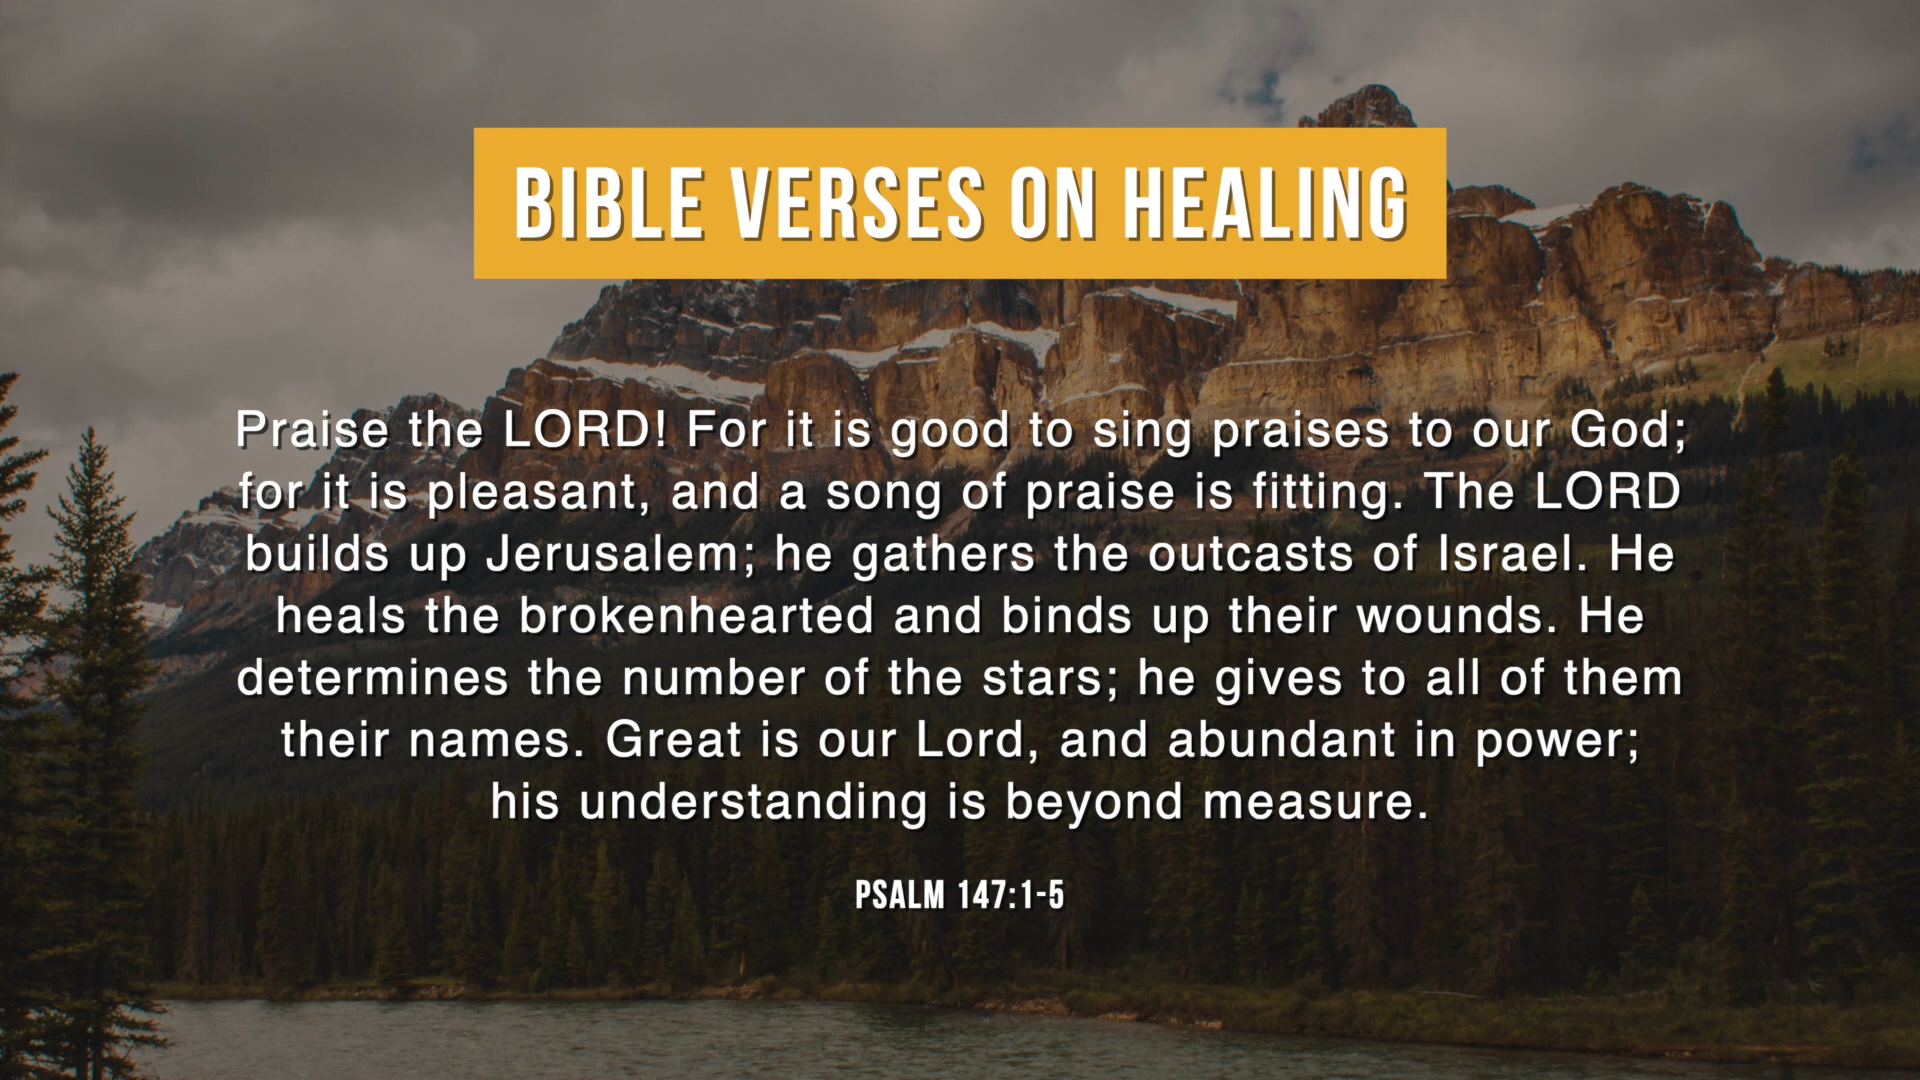 BIBLE VERSES ON HEALING
Praise the LORD! For it is good to sing praises to our God;
for it is pleasant, and a song of praise is fitting. The LORD
builds up Jerusalem; he gathers the outcasts of Israel. He
heals the brokenhearted and binds up their wounds. He
determines the number of the stars; he gives to all of them
their names. Great is our Lord, and abundant in power;
his understanding is beyond measure.
PSALM 147:1-5